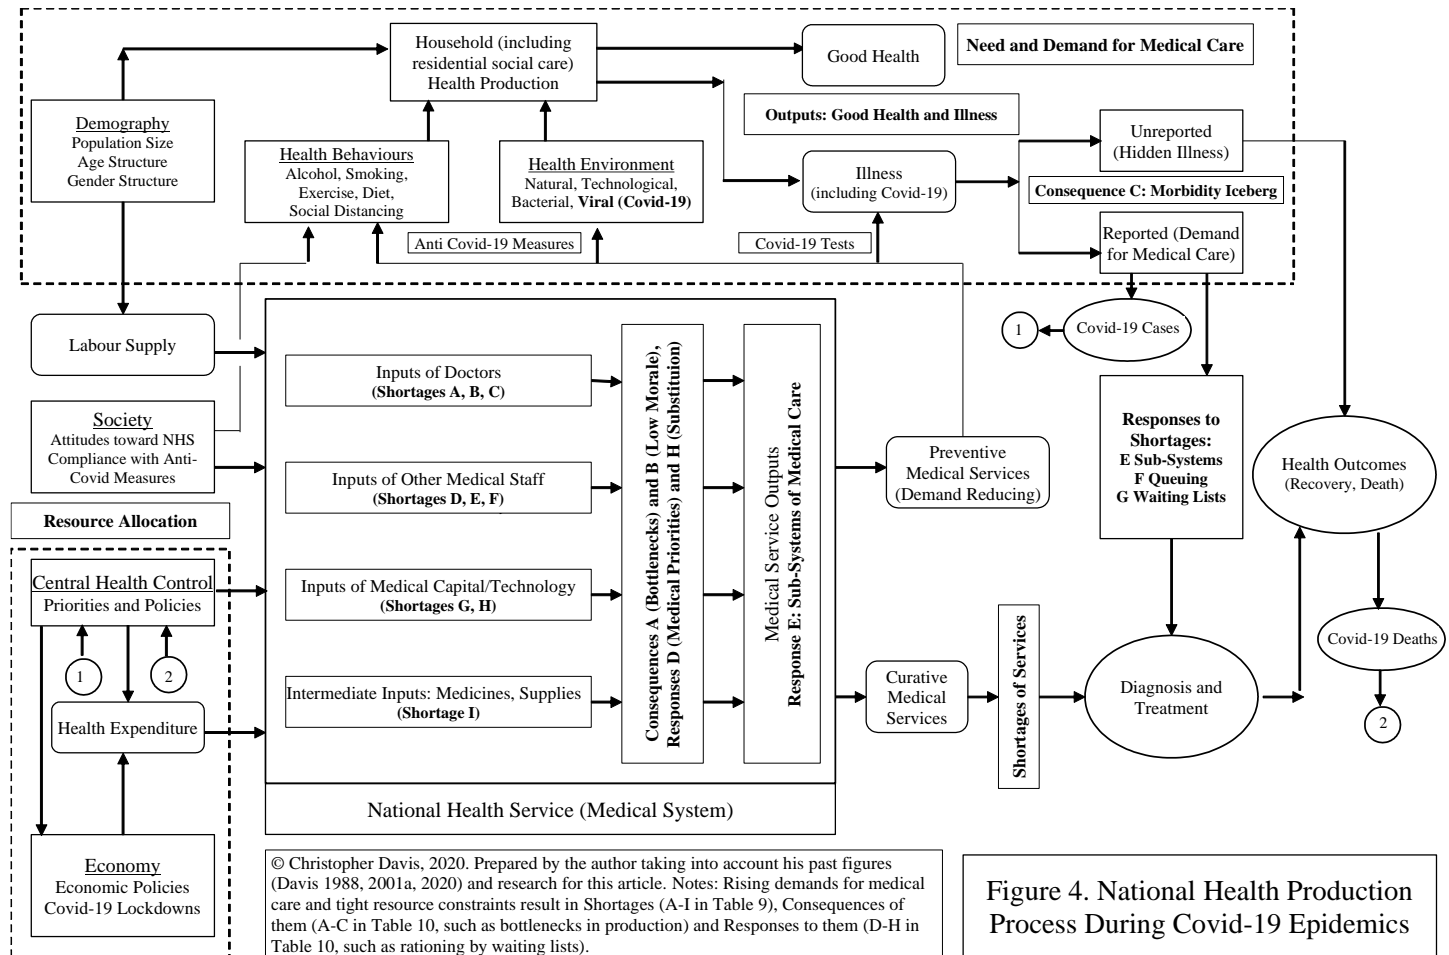 Household (including
residential social care)
Health Production
Good Health
Need and Demand for Medical Care
Demography
Population Size
Age Structure
Gender Structure
Outputs: Good Health and Illness
Health Behaviours
Alcohol, Smoking,
Exercise, Diet,
Social Distancing
Health Environment
Natural, Technological,
Bacterial, Viral (Covid-19)
Illness
(including Covid-19)
Unreported
(Hidden Illness)
Consequence C: Morbidity Iceberg
Reported (Demand
for Medical Care)
Anti Covid-19 Measures
Covid-19 Tests
Labour Supply
1
Covid-19 Cases
Society
Attitudes toward NHS
Compliance with Anti-
Covid Measures
Inputs of Doctors
(Shortages A, B, C)
Inputs of Other Medical Staff
(Shortages D, E, F)
Inputs of Medical Capital/Technology
(Shortages G, H)
Intermediate Inputs: Medicines, Supplies
(Shortage I)
Consequences A (Bottlenecks) and B (Low Morale),
Responses D (Medical Priorities) and H (Substituion)
Medical Service Outputs
Response E: Sub-Systems of Medical Care
Preventive
Medical Services
(Demand Reducing)
Responses to
Shortages:
E Sub-Systems
F Queuing
G Waiting Lists
Health Outcomes
(Recovery, Death)
Resource Allocation
Central Health Control
Priorities and Policies
1
2
Health Expenditure
Curative
Medical
Services
Shortages of Services
Diagnosis and
Treatment
Covid-19 Deaths
2
National Health Service (Medical System)
Economy
Economic Policies
Covid-19 Lockdowns
© Christopher Davis, 2020. Prepared by the author taking into account his past figures
(Davis 1988, 2001a, 2020) and research for this article. Notes: Rising demands for medical
care and tight resource constraints result in Shortages (A-I in Table 9), Consequences of
them (A-C in Table 10, such as bottlenecks in production) and Responses to them (D-H in
Table 10, such as rationing by waiting lists).
Figure 4. National Health Production
Process During Covid-19 Epidemics